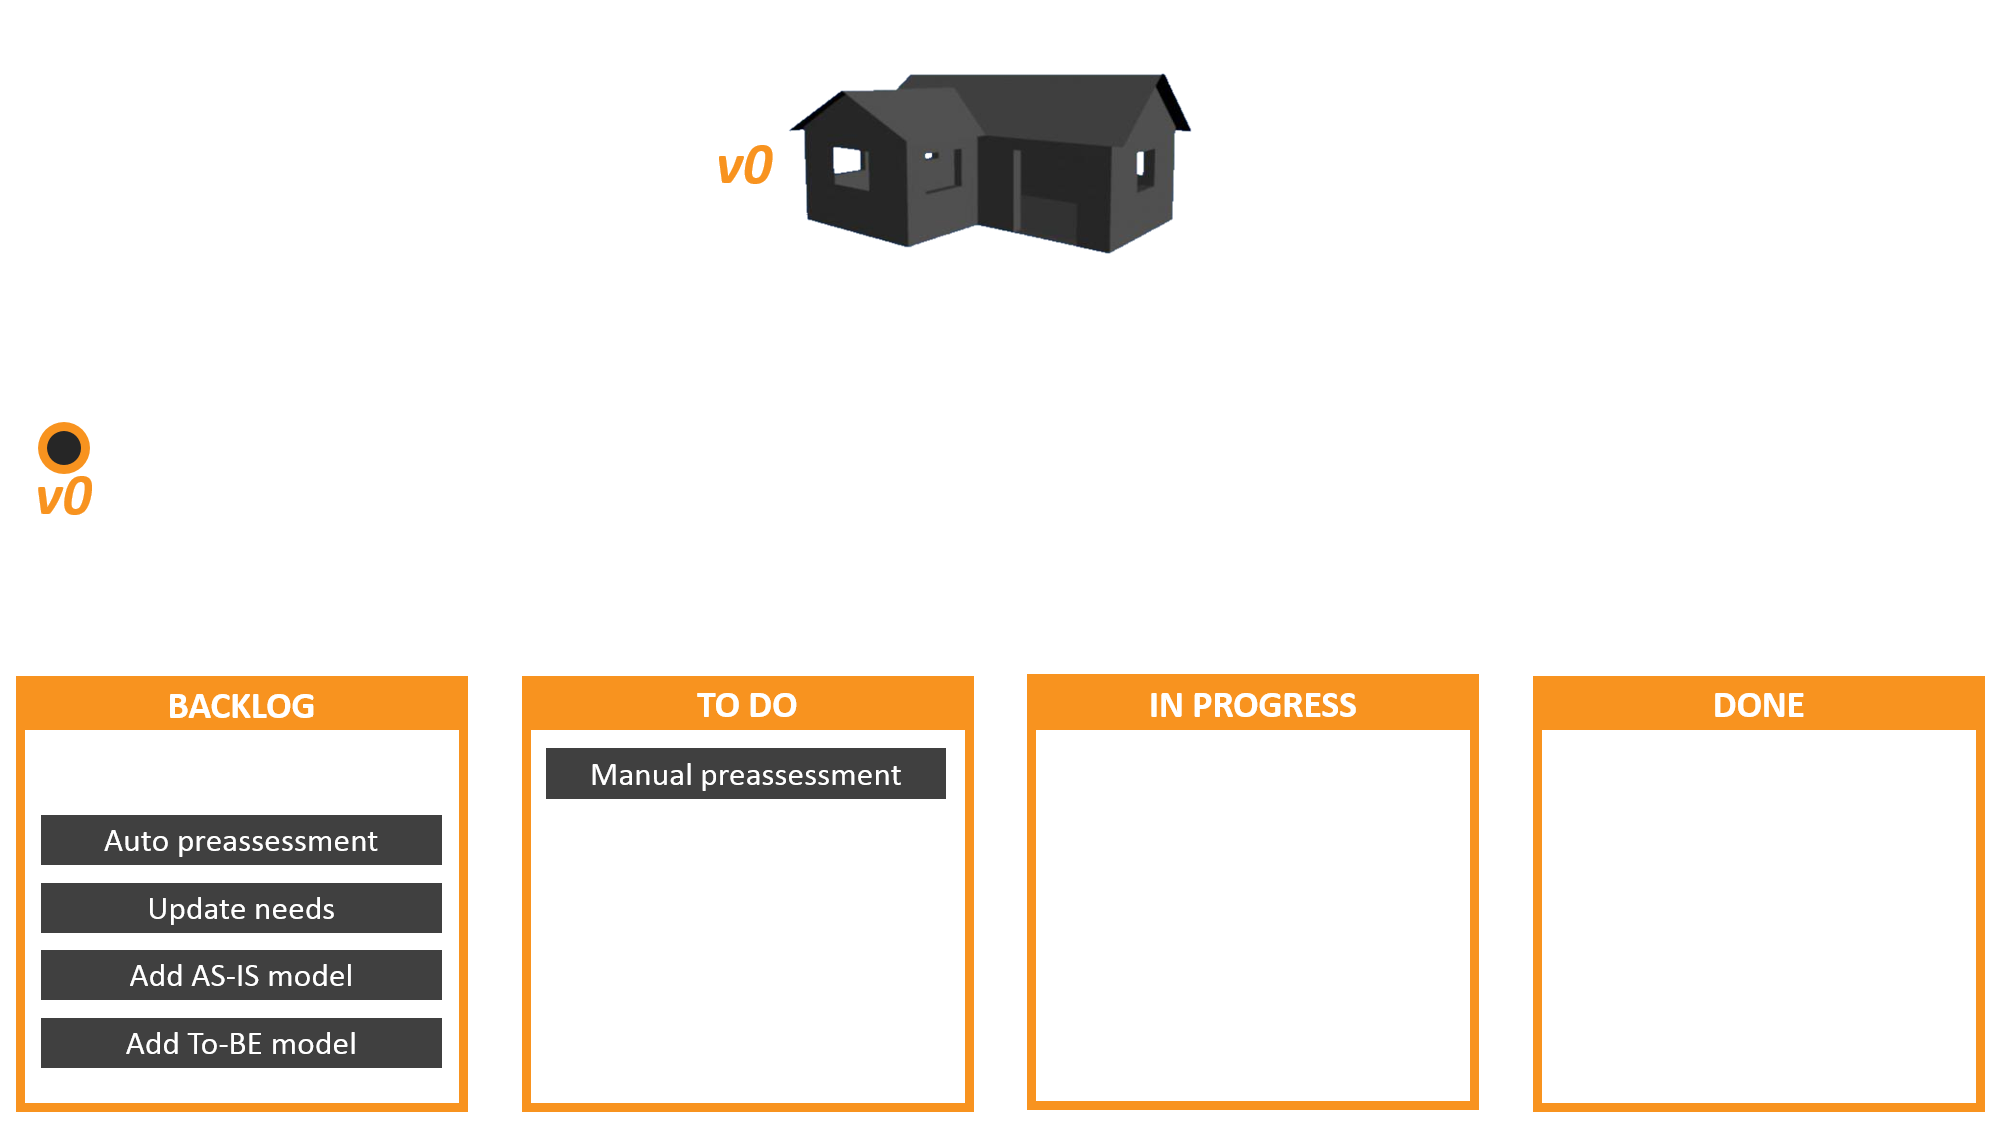 v0
v0
BACKLOG
Auto preassessment
Update needs
Add AS-IS model
Add To-BE model
TO DO
Manual preassessment
IN PROGRESS
DONE